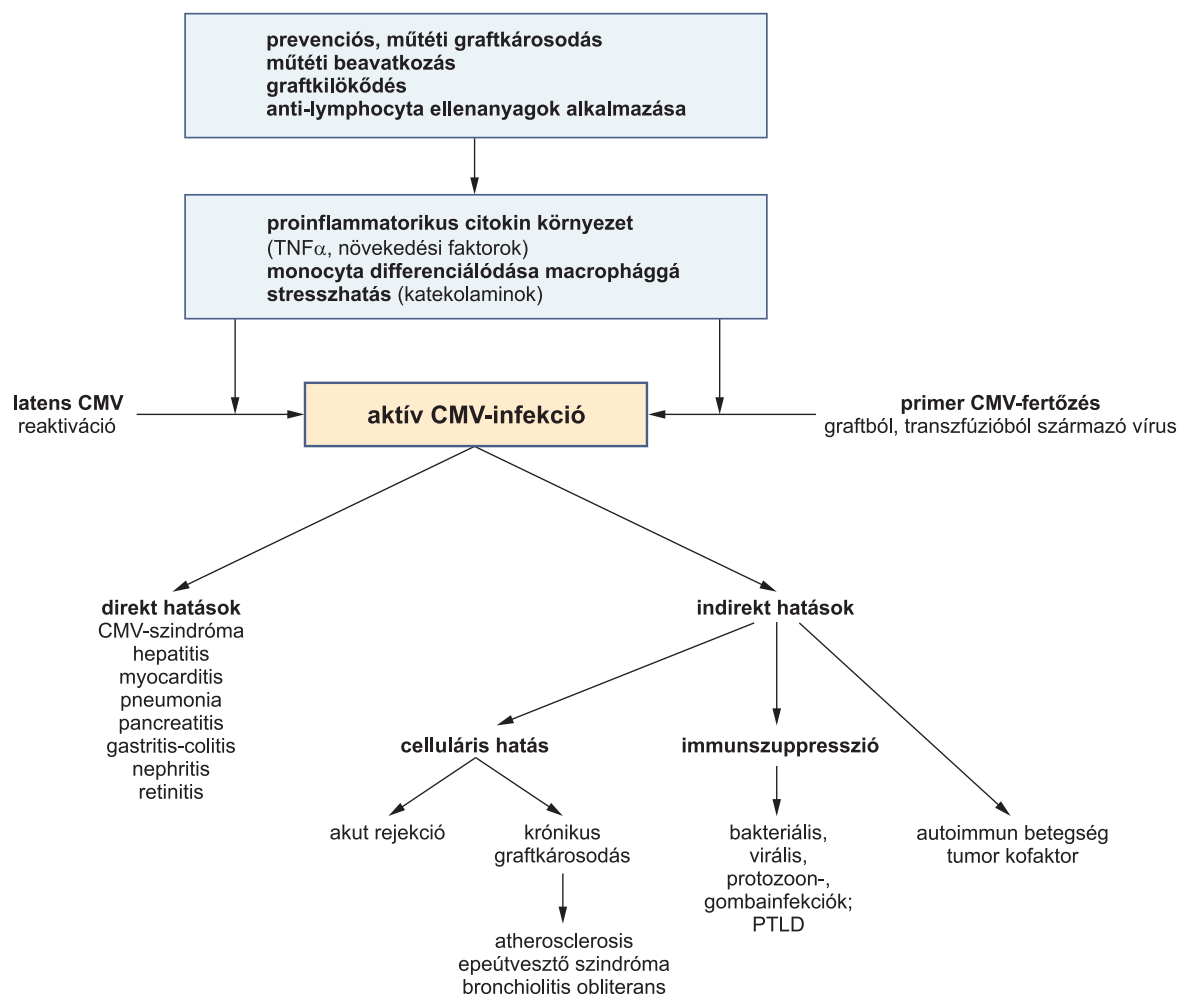 prevenciós, műtéti graftkárosodás
műtéti beavatkozás
graftkilökődés
anti-lymphocyta ellenanyagok alkalmazása
proinflammatorikus citokin környezet
(TNFα, növekedési faktorok)
monocyta differenciálódása macrophággá
stresszhatás (katekolaminok)
latens CMV
reaktiváció
aktív CMV-infekció
primer CMV-fertőzés
graftból, transzfúzióból származó vírus
direkt hatások
CMV-szindróma
hepatitis
myocarditis
pneumonia
pancreatitis
gastritis-colitis
nephritis
retinitis
indirekt hatások
celluláris hatás
immunszuppresszió
akut rejekció
krónikus
graftkárosodás
atherosclerosis
epeútvesztő szindróma
bronchiolitis obliterans
bakteriális,
virális,
protozoon-,
gombainfekciók;
PTLD
autoimmun betegség
tumor kofaktor